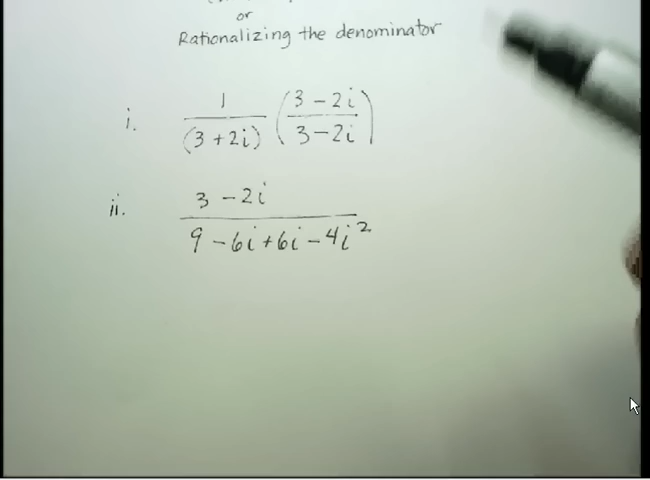 or
Rationalizing the denominator
i. 1/(3+2i) (3-2i/3-2i)
ii. 3-2i/9-6i+6i-4i²